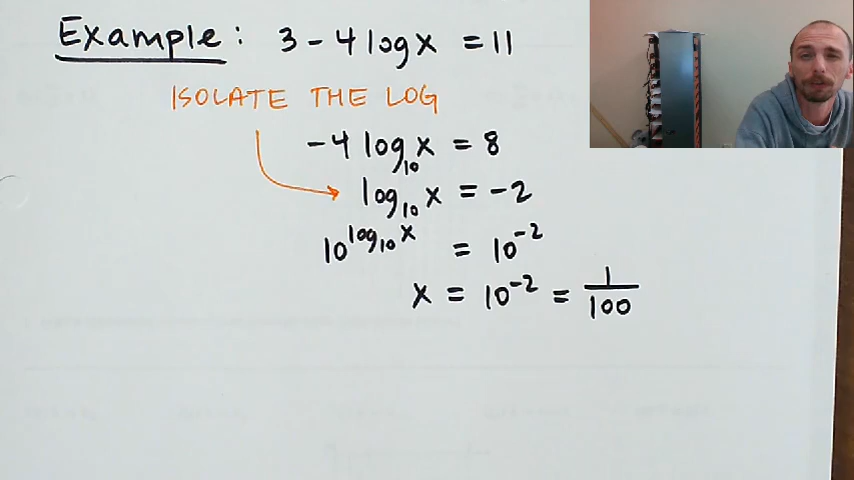 Example: 3 - 4 log x = 11
ISOLATE THE LOG
-4 log₁₀ x = 8
log₁₀ x = -2
10^(log₁₀ x) = 10⁻²
x = 10⁻² = 1/100